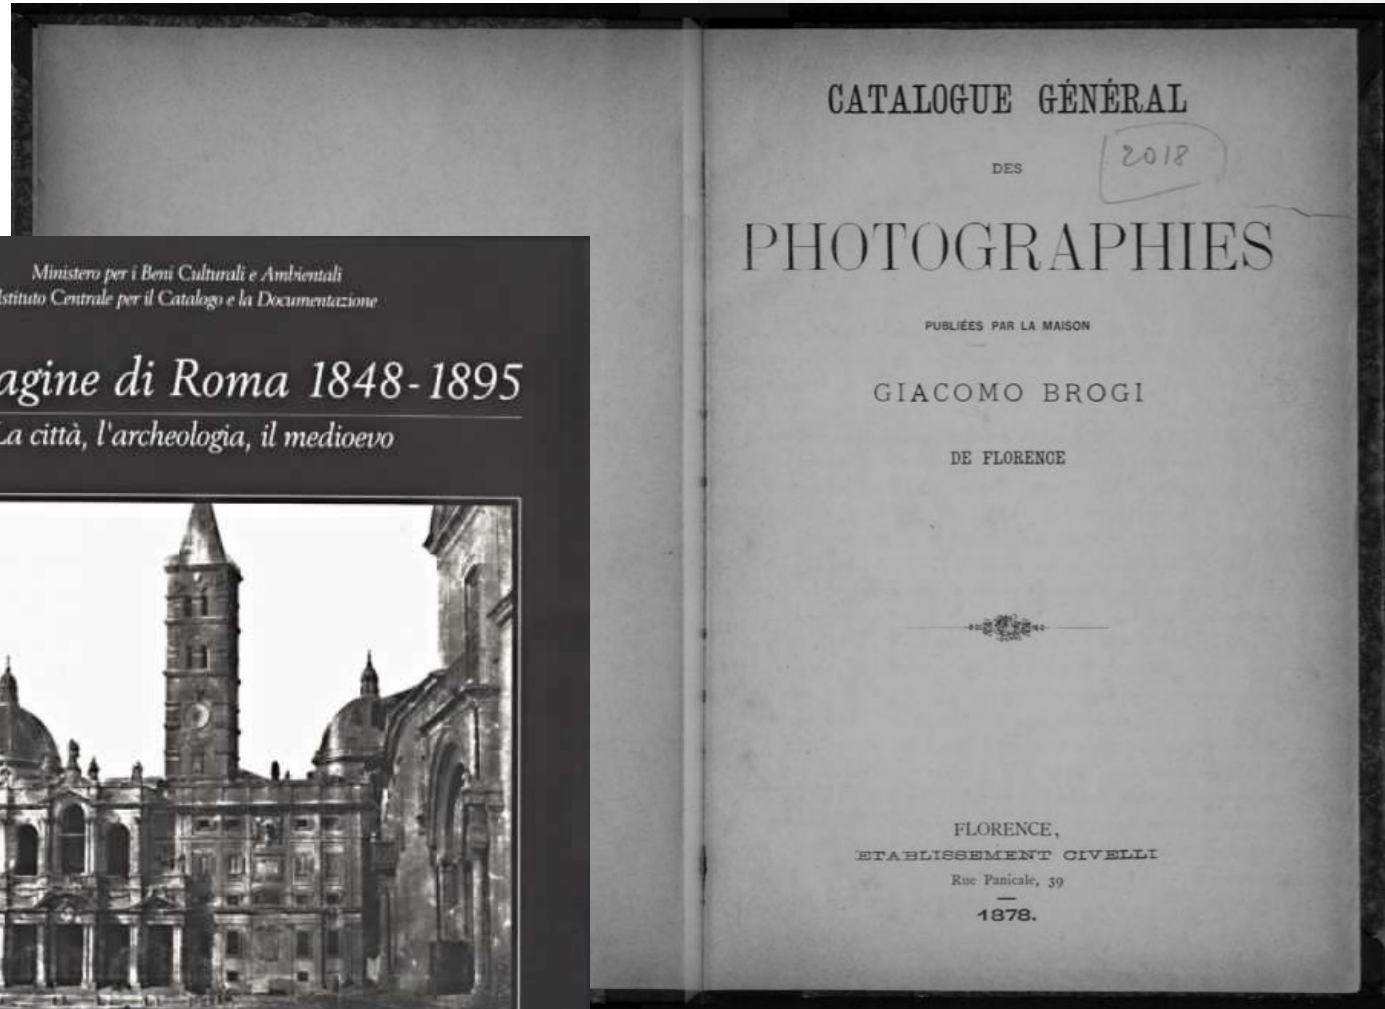 Ministero per i Beni Culturali e Ambientali
Centrale per il Catalogo e la Documentazione
di Roma 1848-1895
La città, l'archeologia, il medioevo
CATALOGUE GÉNÉRAL
2018
DES
PHOTOGRAPHIES
PUBLIÉES PAR LA MAISON
GIACOMO BROGI
DE FLORENCE
FLORENCE,
ETABLISSEMENT CIVELLI
Rue Panicale, 39
1878.